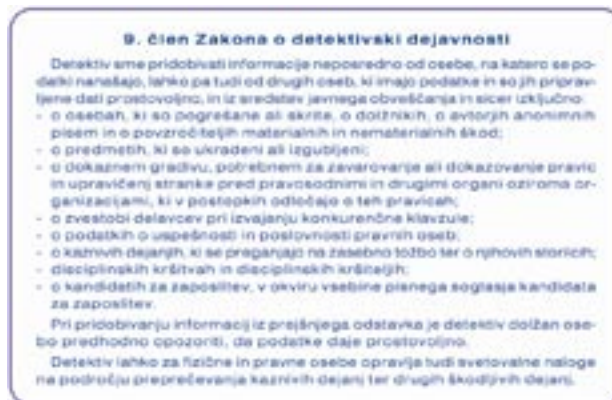 9. člen Zakona o detektivski dejavnosti
Detektiv sme pridobivati informacije neposredno od osebe, na katero se po-
datki nanašajo, lahko pa tudi od drugih oseb, ki imajo podatke in so jih priprav-
ljene dati prostovoljno, in iz sredstev javnega obveščanja in sicer izključno:
- o osebah, ki so pogrešane ali skrite, o dolžnikih, o avtorjih anonimnih
pisem in o povzročiteljih materialnih in nematerialnih škod;
- o predmetih, ki so ukradeni ali izgubljeni;
- o dokaznem gradivu, potrebnem za zavarovanje ali dokazovanje pravic
in upravičenj stranke pred pravosodnimi in drugimi organi oziroma or-
ganizacijami, ki v postopkih odločajo o teh pravicah;
- o zvestobi delavcev pri izvajanju konkurenčne klavzule;
- o podatkih o uspešnosti in poslovnosti pravnih oseb;
- o kaznivih dejanjih, ki se preganjajo na zasebno tožbo ter o njihovih storilcih;
- disciplinskih kršitvah in disciplinskih kršiteljih;
- o kandidatih za zaposlitev, v okviru vsebine pisnega soglasja kandidata
za zaposlitev.
Pri pridobivanju informacij iz prejšnjega odstavka je detektiv dolžan ose-
bo predhodno opozoriti, da podatke daje prostovoljno.
Detektiv lahko za fizične in pravne osebe opravlja tudi svetovalne naloge
na področju preprečevanja kaznivih dejanj ter drugih škodljivih dejanj.